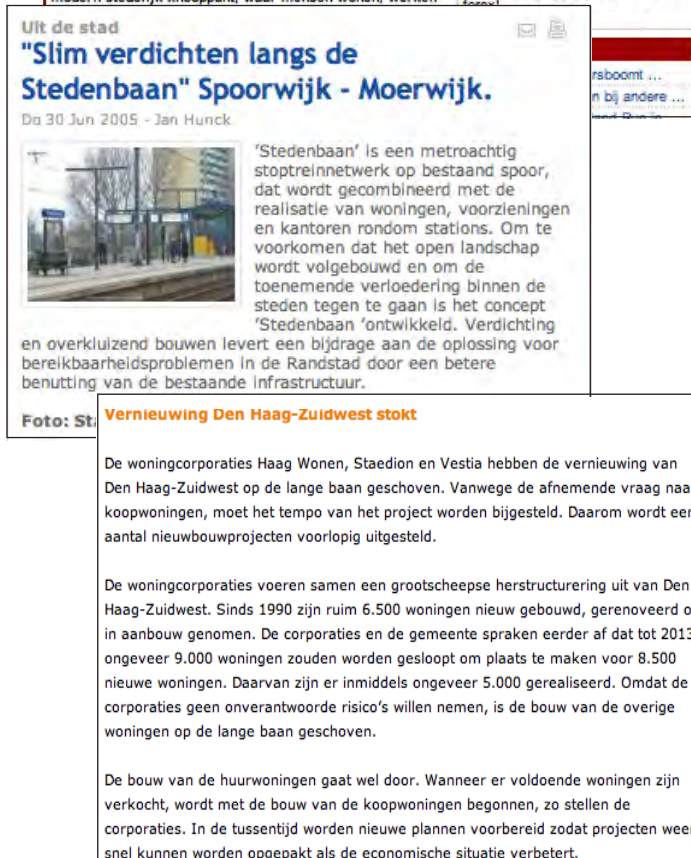 modern stedelijk knooppunt, waar mensen wonen, werken
forex!
Uit de stad
"Slim verdichten langs de
Stedenbaan" Spoorwijk - Moerwijk.
Do 30 Jun 2005 - Jan Hunck
rsboomt ...
n bij andere ...
'Stedenbaan' is een metroachtig
stoptreinnetwerk op bestaand spoor,
dat wordt gecombineerd met de
realisatie van woningen, voorzieningen
en kantoren rondom stations. Om te
voorkomen dat het open landschap
wordt volgebouwd en om de
toenemende verloedering binnen de
steden tegen te gaan is het concept
'Stedenbaan 'ontwikkeld. Verdichting
en overkluizend bouwen levert een bijdrage aan de oplossing voor
bereikbaarheidsproblemen in de Randstad door een betere
benutting van de bestaande infrastructuur.
Foto: Sta
Vernieuwing Den Haag-Zuidwest stokt
De woningcorporaties Haag Wonen, Staedion en Vestia hebben de vernieuwing van
Den Haag-Zuidwest op de lange baan geschoven. Vanwege de afnemende vraag naa
koopwoningen, moet het tempo van het project worden bijgesteld. Daarom wordt een
aantal nieuwbouwprojecten voorlopig uitgesteld.
De woningcorporaties voeren samen een grootscheepse herstructurering uit van Den
Haag-Zuidwest. Sinds 1990 zijn ruim 6.500 woningen nieuw gebouwd, gerenoveerd o
in aanbouw genomen. De corporaties en de gemeente spraken eerder af dat tot 2013
ongeveer 9.000 woningen zouden worden gesloopt om plaats te maken voor 8.500
nieuwe woningen. Daarvan zijn er inmiddels ongeveer 5.000 gerealiseerd. Omdat de
corporaties geen onverantwoorde risico's willen nemen, is de bouw van de overige
woningen op de lange baan geschoven.
De bouw van de huurwoningen gaat wel door. Wanneer er voldoende woningen zijn
verkocht, wordt met de bouw van de koopwoningen begonnen, zo stellen de
corporaties. In de tussentijd worden nieuwe plannen voorbereid zodat projecten weer
snel kunnen worden opgepakt als de economische situatie verbetert.